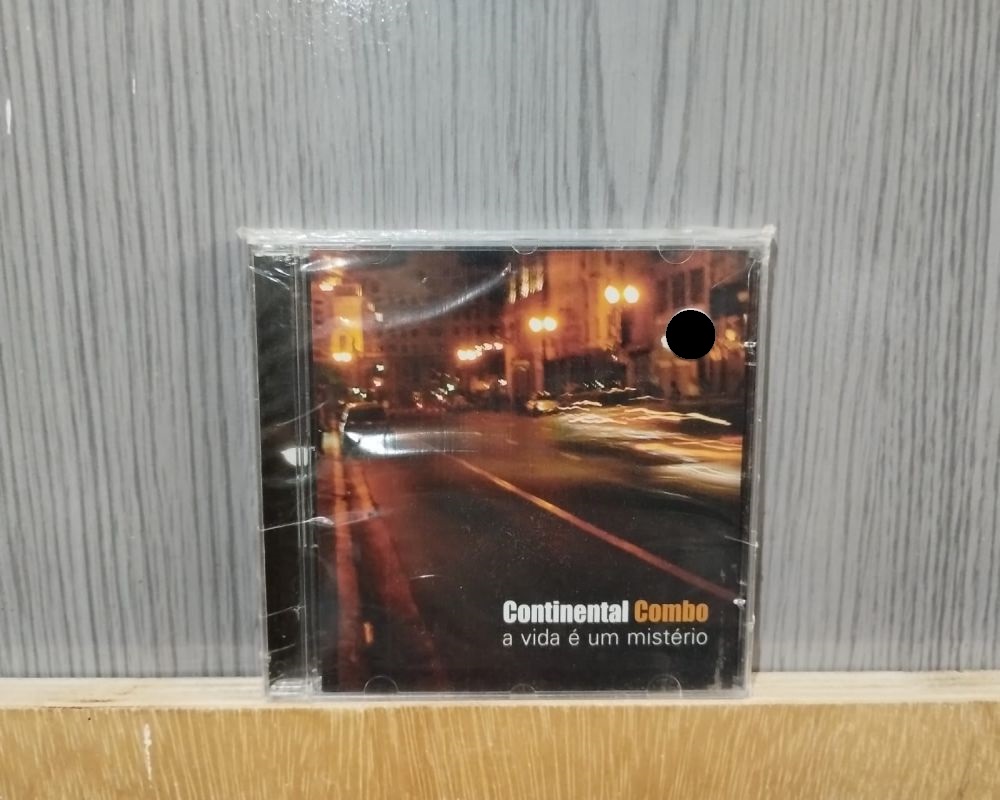 Continental Combo
a vida é um mistério